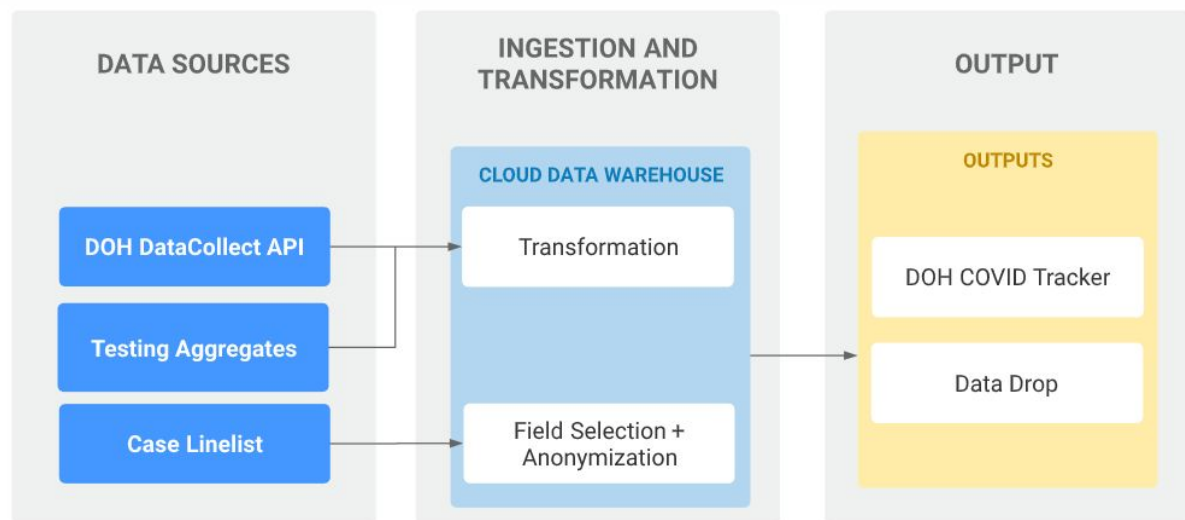 DATA SOURCES
DOH DataCollect API
Testing Aggregates
Case Linelist
INGESTION AND
TRANSFORMATION
CLOUD DATA WAREHOUSE
Transformation
Field Selection +
Anonymization
OUTPUT
OUTPUTS
DOH COVID Tracker
Data Drop